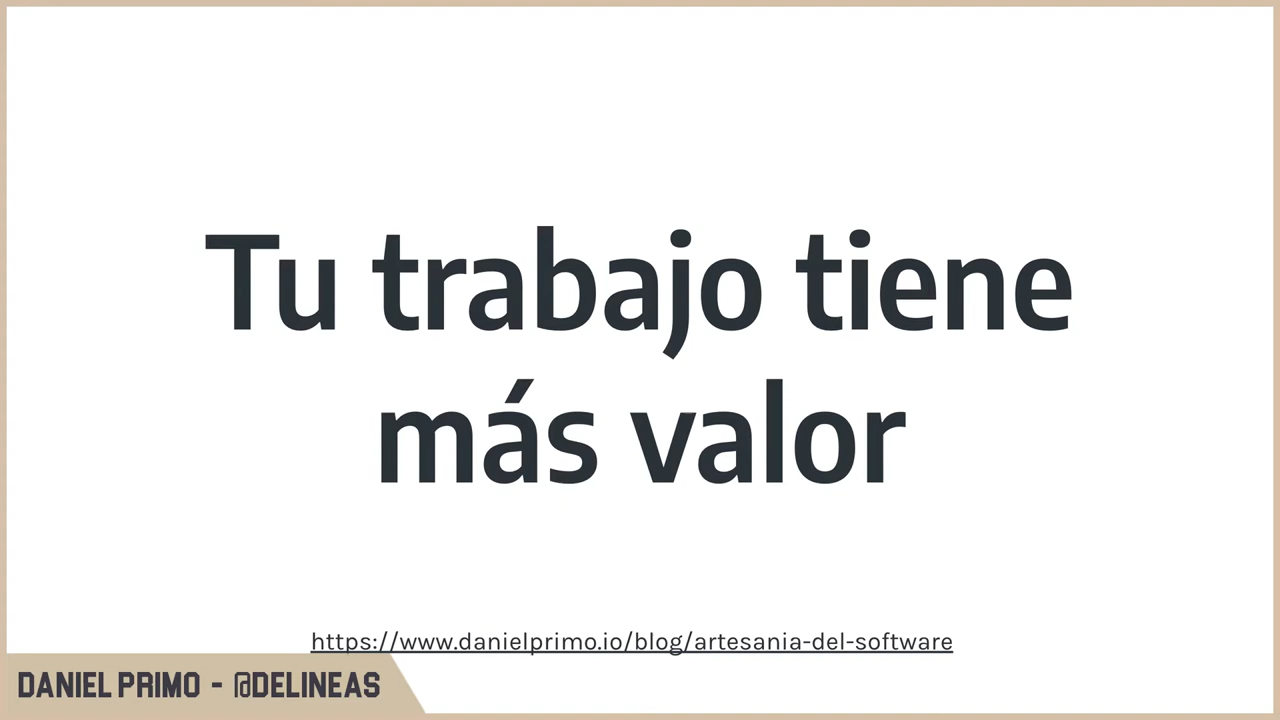 Tu trabajo tiene
más valor
https://www.danielprimo.io/blog/artesania-del-software
DANIEL PRIMO - @DELINEAS